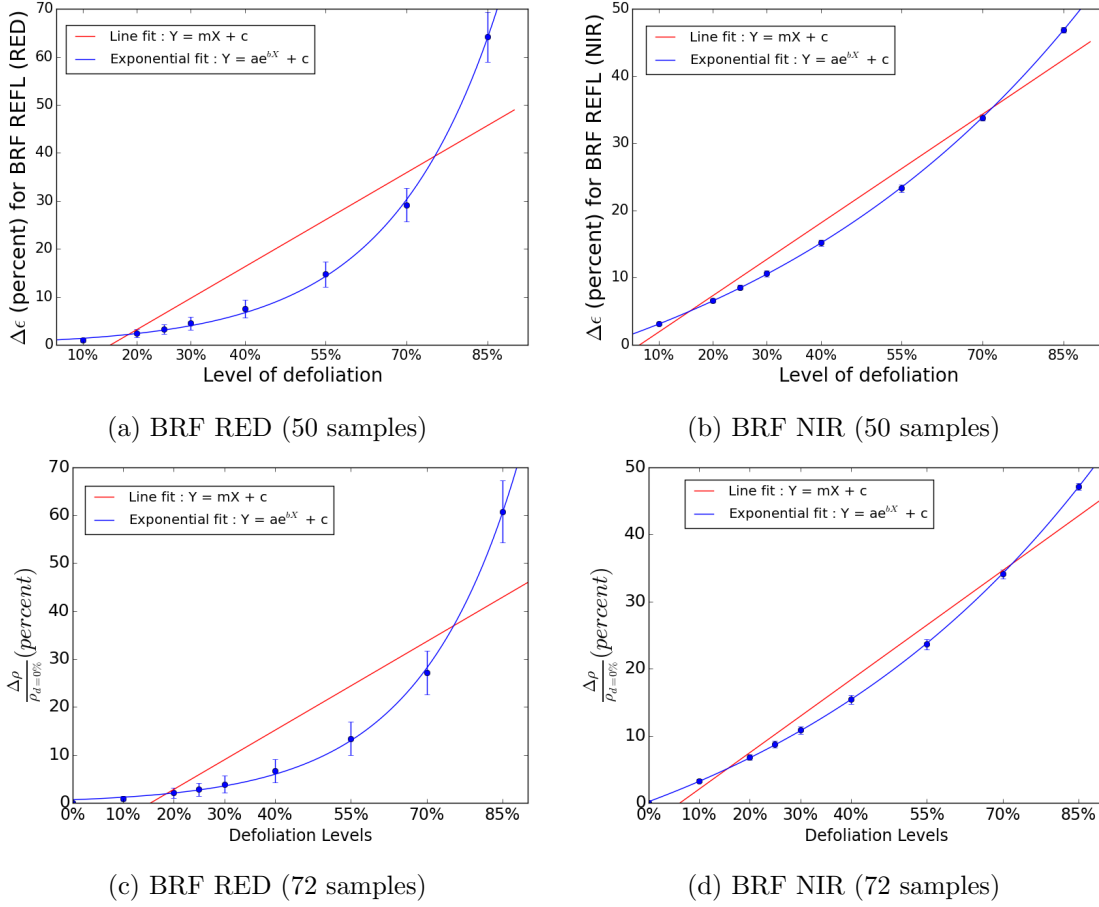 Δϵ (percent) for BRF REFL (RED)
70
60
50
40
30
20
10
0
Line fit : Y = mX + c
Exponential fit : Y = ae^{bX} + c
10% 20% 30% 40% 55% 70% 85%
Level of defoliation
(a) BRF RED (50 samples)
Δϵ (percent) for BRF REFL (NIR)
50
40
30
20
10
0
Line fit : Y = mX + c
Exponential fit : Y = ae^{bX} + c
10% 20% 30% 40% 55% 70% 85%
Level of defoliation
(b) BRF NIR (50 samples)
Δρ/ρ_{d=0%} (percent)
70
60
50
40
30
20
10
0
Line fit : Y = mX + c
Exponential fit : Y = ae^{bX} + c
0% 10% 20% 30% 40% 55% 70% 85%
Defoliation Levels
(c) BRF RED (72 samples)
Δρ/ρ_{d=0%} (percent)
50
40
30
20
10
0
Line fit : Y = mX + c
Exponential fit : Y = ae^{bX} + c
0% 10% 20% 30% 40% 55% 70% 85%
Defoliation Levels
(d) BRF NIR (72 samples)